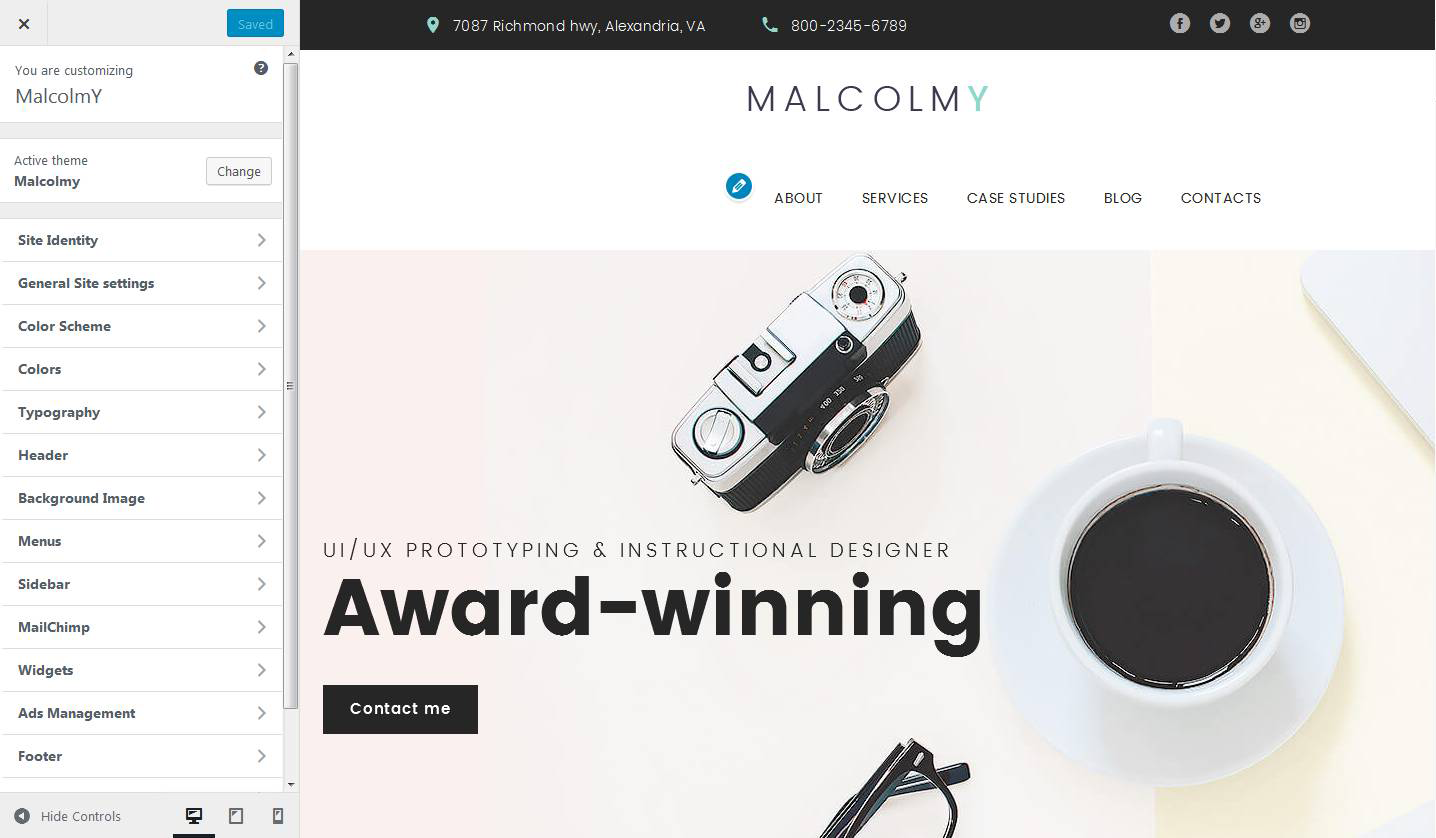 Saved
You are customizing
MalcolmY
Active theme
Malcolmy
Change
Site Identity
General Site settings
Color Scheme
Colors
Typography
Header
Background Image
Menus
Sidebar
MailChimp
Widgets
Ads Management
Footer
Hide Controls
7087 Richmond hwy, Alexandria, VA
800-2345-6789
MALCOLMY
ABOUT SERVICES CASE STUDIES BLOG CONTACTS
UI/UX PROTOTYPING & INSTRUCTIONAL DESIGNER
Award-winning
Contact me